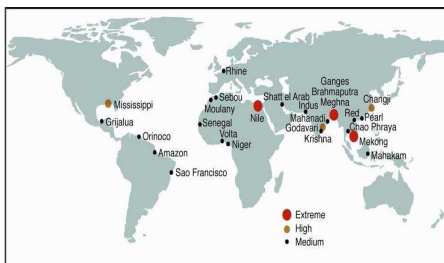 Rhine
Ganges
Brahmaputra
Meghna
Changji
Shatt el Arab
Indus
Mississippi
Sebou
Moulany
Mahanadi
Red
Pearl
Grijalua
Senegal
Nile
Godavari
Chao Phraya
Volta
Krishna
Mekong
Orinoco
Niger
Mahakam
Amazon
Sao Francisco
Extreme
High
Medium